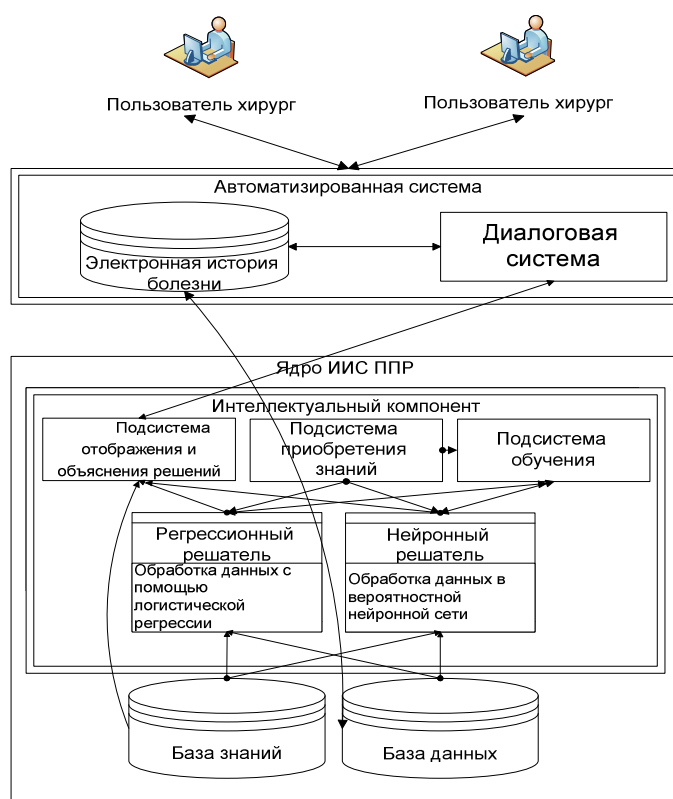 Пользователь хирург
Пользователь хирург
Автоматизированная система
Электронная история
болезни
Диалоговая
система
Ядро ИИС ППР
Интеллектуальный компонент
Подсистема
отображения и
объяснения решений
Подсистема
приобретения
знаний
Подсистема
обучения
Регрессионный
решатель
Обработка данных с
помощью
логистической
регрессии
Нейронный
решатель
Обработка данных в
вероятностной
нейронной сети
База знаний
База данных